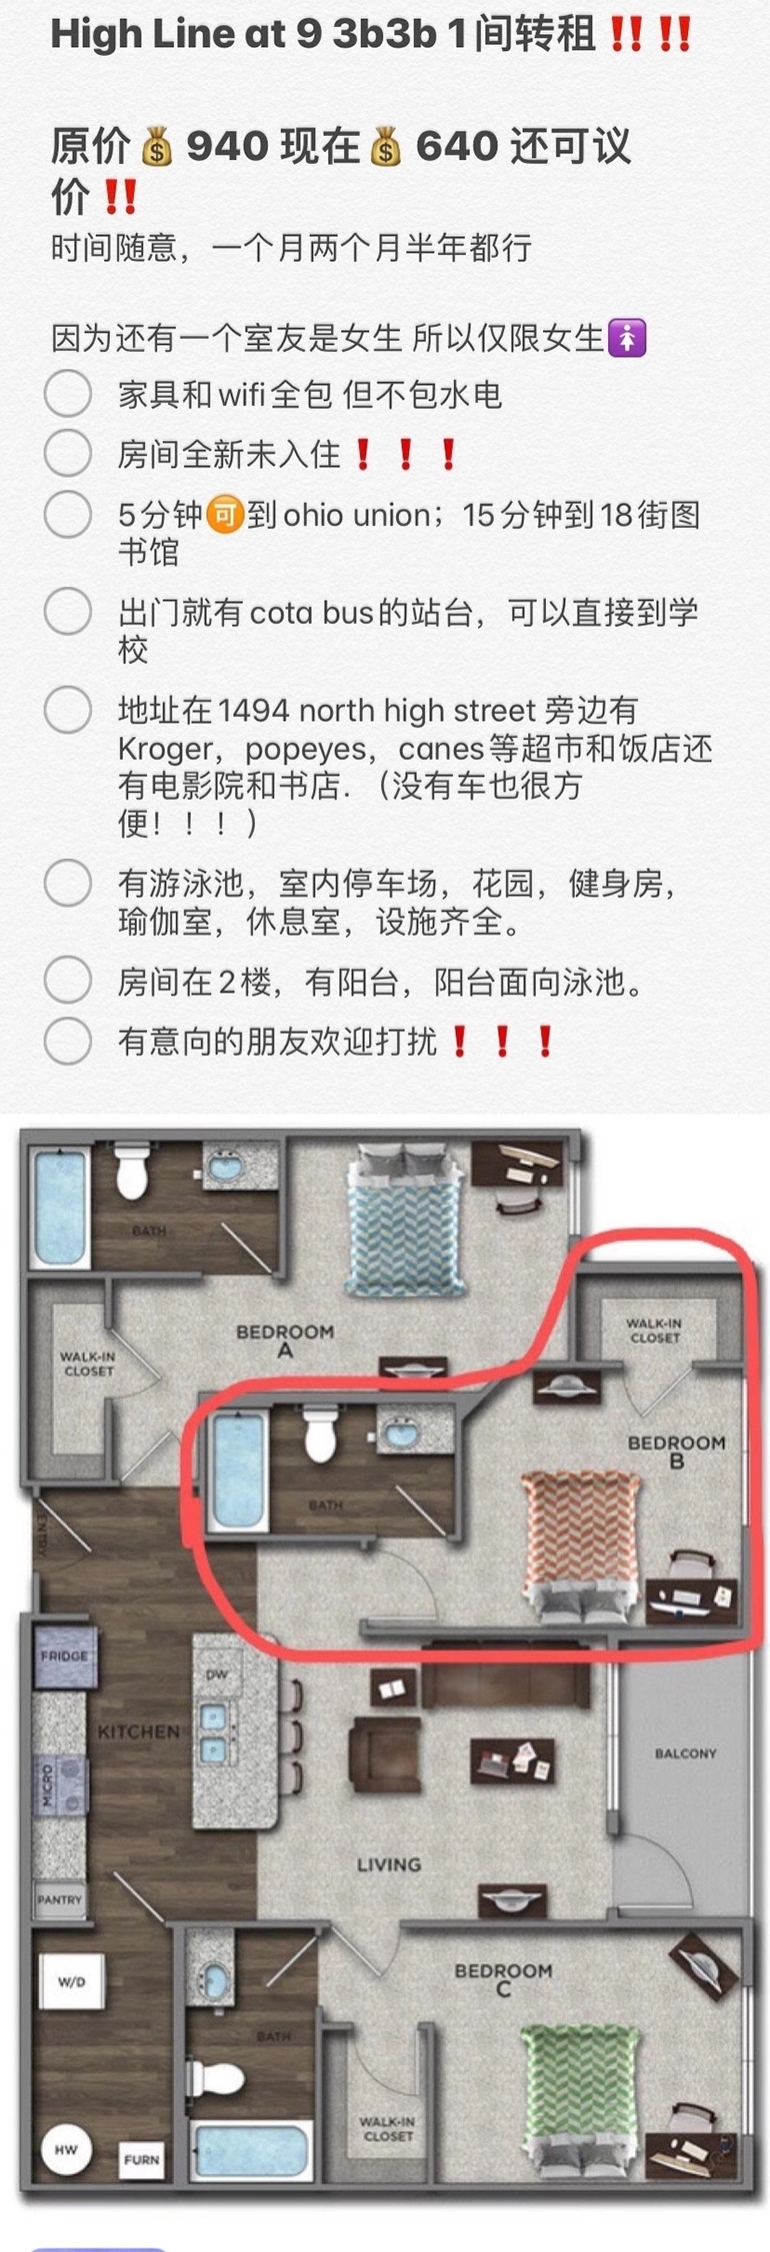 High Line at 9 3b3b 1间转租 ‼️ ‼️
原价💰 940 现在💰 640 还可议
价 ‼️
时间随意，一个月两个月半年都行
因为还有一个室友是女生 所以仅限女生🚺
家具和wifi全包 但不包水电
房间全新未入住❗️❗️❗️
5分钟🉑到ohio union；15分钟到18街图
书馆
出门就有cota bus的站台，可以直接到学
校
地址在1494 north high street 旁边有
Kroger，popeyes，canes等超市和饭店还
有电影院和书店.（没有车也很方
便！！！）
有游泳池，室内停车场，花园，健身房，
瑜伽室，休息室，设施齐全。
房间在2楼，有阳台，阳台面向泳池。
有意向的朋友欢迎打扰❗️❗️❗️
BATH
BEDROOM
A
WALK-IN
CLOSET
WALK-IN
CLOSET
BEDROOM
B
BATH
ENTRY
FRIDGE
DW
KITCHEN
MICRO
BALCONY
LIVING
PANTRY
W/D
BEDROOM
C
BATH
WALK-IN
CLOSET
HW
FURN